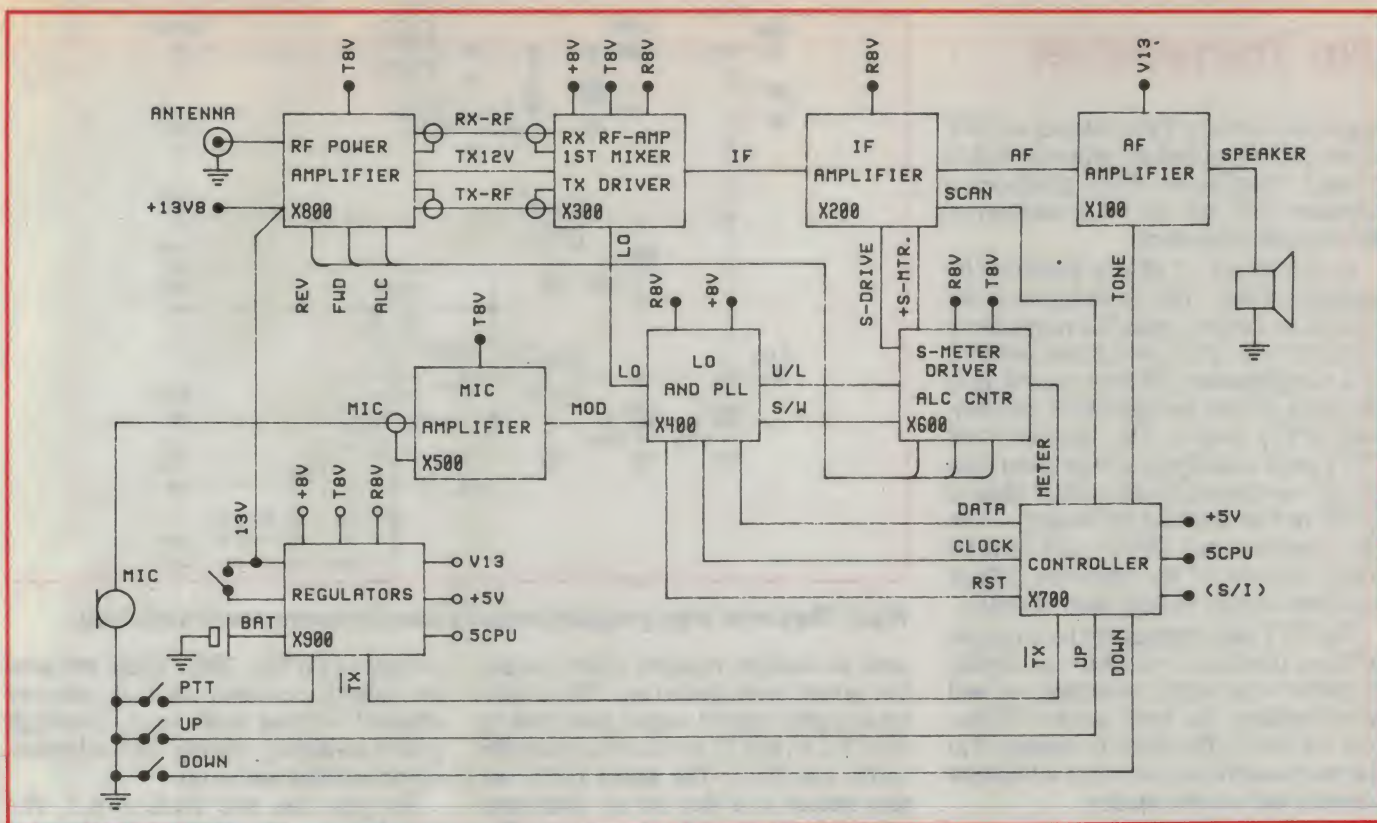 T8V
+8V
T8V
R8V
R8V
V13
ANTENNA
RF POWER
AMPLIFIER
X800
RX-RF
TX12V
TX-RF
RX RF-AMP
1ST MIXER
TX DRIVER
X300
IF
IF
AMPLIFIER
X200
AF
SCAN
AF
AMPLIFIER
X100
SPEAKER
+13V8
REV
FWD
ALC
LO
S-DRIVE
+S-MTR.
R8V
T8V
TONE
T8V
R8V
+8V
MIC
MIC
AMPLIFIER
X500
MOD
LO
LO
AND PLL
X400
U/L
S/W
S-METER
DRIVER
ALC CNTR
X600
METER
13V
+8V
T8V
R8V
MIC
REGULATORS
X900
BAT
V13
+5V
5CPU
DATA
CLOCK
RST
CONTROLLER
X700
+5V
5CPU
(S/I)
PTT
UP
DOWN
TX
TX
UP
DOWN